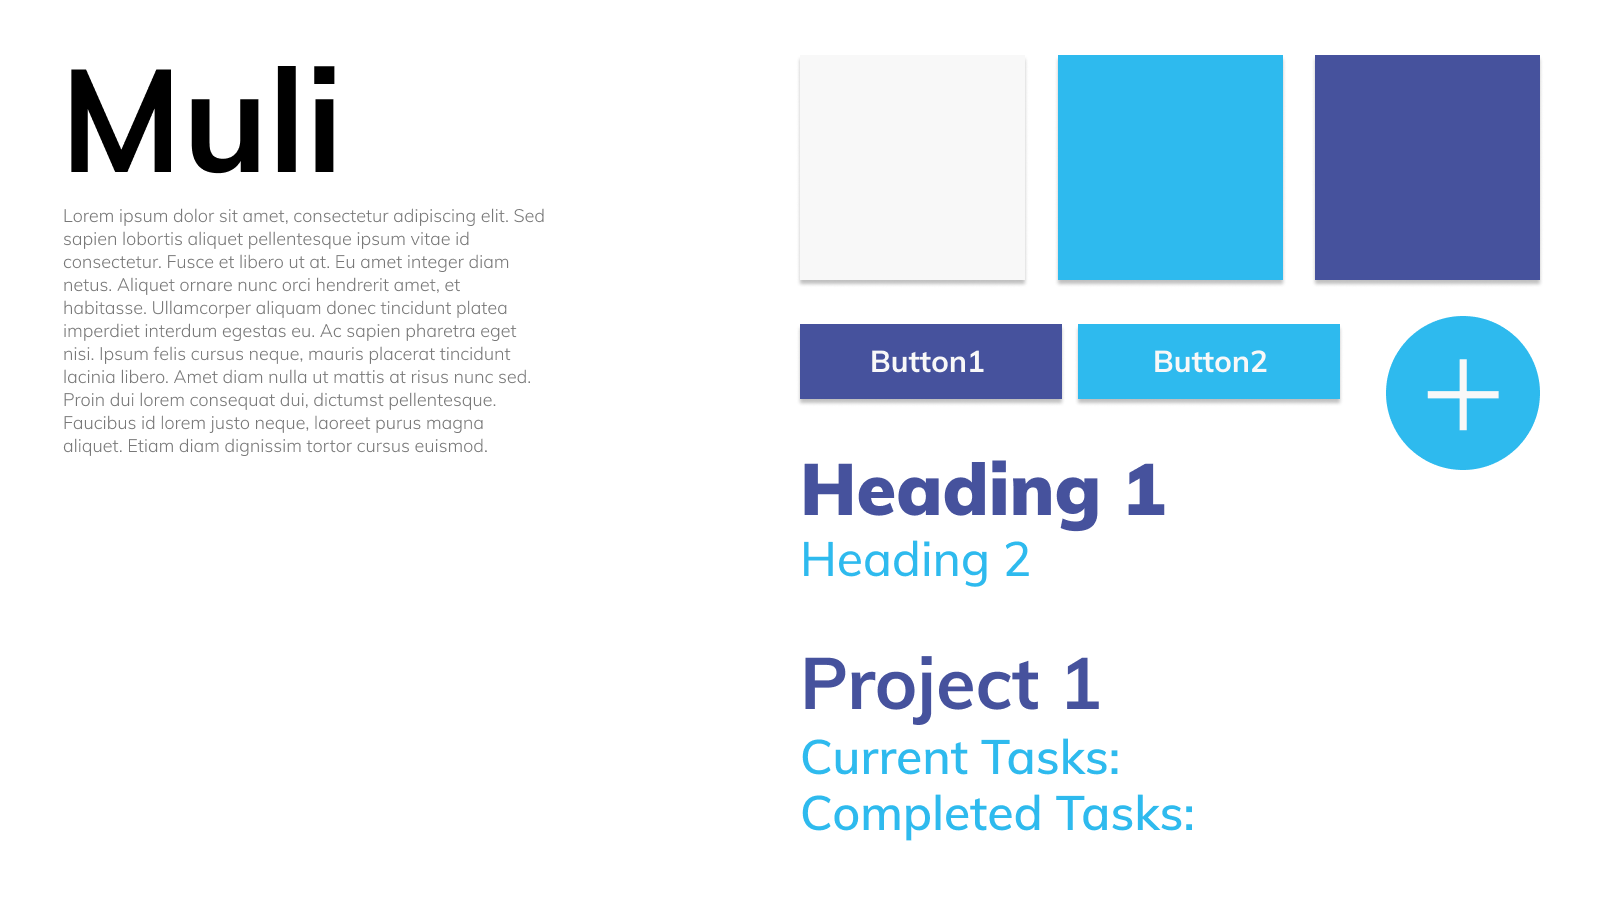 Muli
Lorem ipsum dolor sit amet, consectetur adipiscing elit. Sed
sapien lobortis aliquet pellentesque ipsum vitae id
consectetur. Fusce et libero ut at. Eu amet integer diam
netus. Aliquet ornare nunc orci hendrerit amet, et
habitasse. Ullamcorper aliquam donec tincidunt platea
imperdiet interdum egestas eu. Ac sapien pharetra eget
nisi. Ipsum felis cursus neque, mauris placerat tincidunt
lacinia libero. Amet diam nulla ut mattis at risus nunc sed.
Proin dui lorem consequat dui, dictumst pellentesque.
Faucibus id lorem justo neque, laoreet purus magna
aliquet. Etiam diam dignissim tortor cursus euismod.
Button1
Button2
Heading 1
Heading 2
Project 1
Current Tasks:
Completed Tasks: